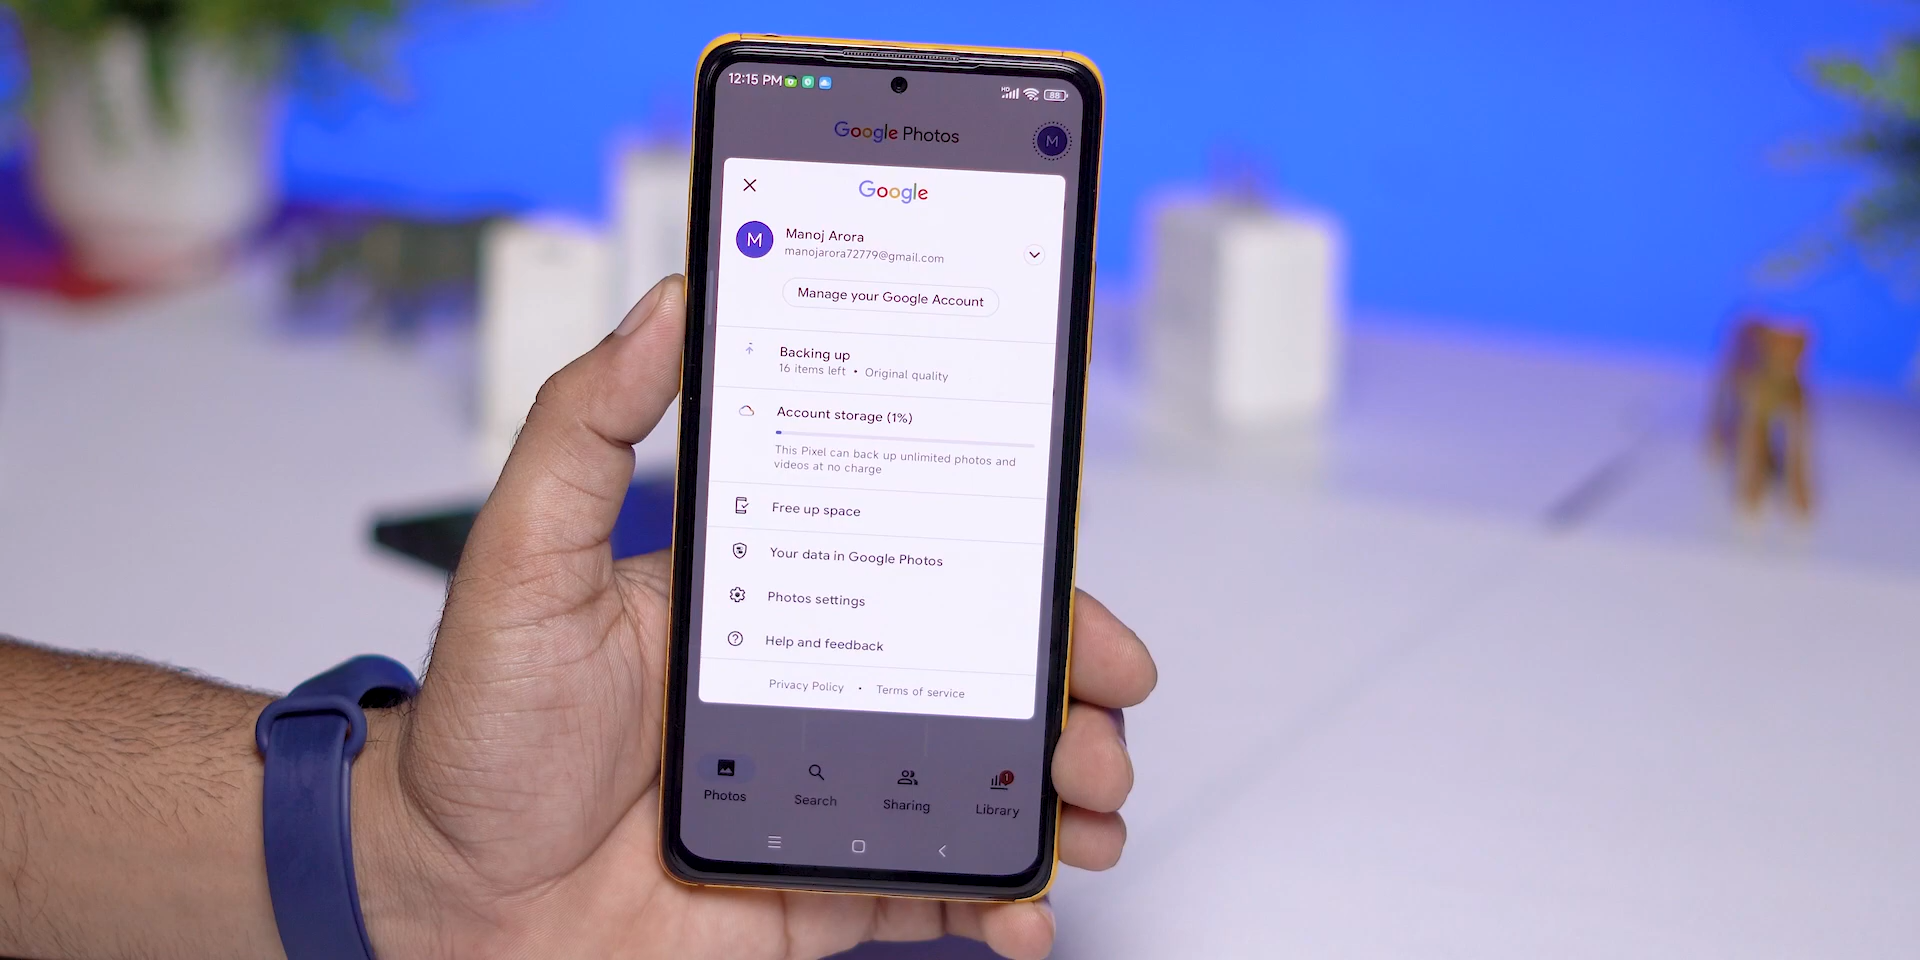 12:15 PM
HD
88
Google Photos
M
Google
M
Manoj Arora
manojarora72779@gmail.com
Manage your Google Account
Backing up
16 items left • Original quality
Account storage (1%)
This Pixel can back up unlimited photos and
videos at no charge
Free up space
Your data in Google Photos
Photos settings
Help and feedback
Privacy Policy • Terms of service
1
Photos
Search
Sharing
Library